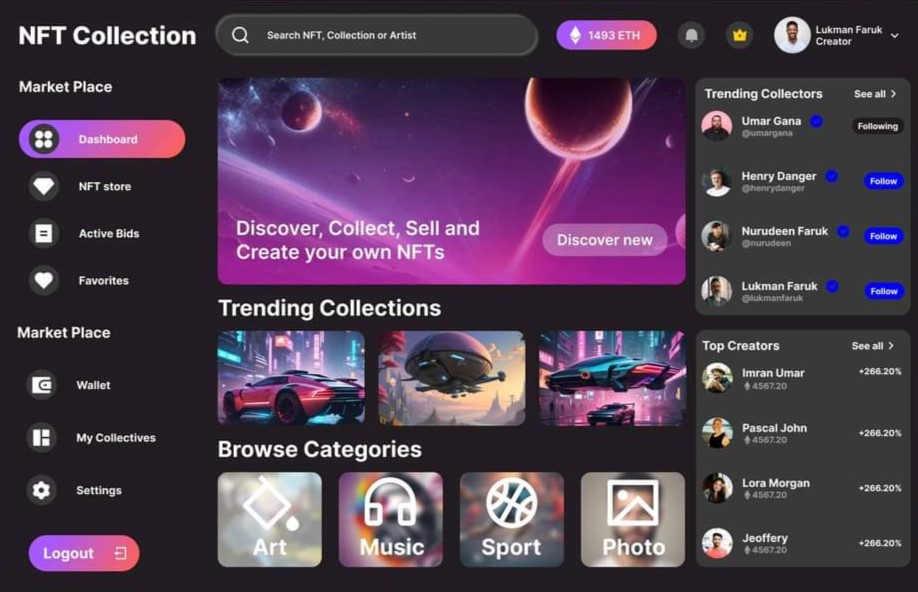 NFT Collection
Search NFT, Collection or Artist
1493 ETH
Lukman Faruk
Creator
Market Place
Dashboard
NFT store
Active Bids
Favorites
Market Place
Wallet
My Collectives
Settings
Logout
Discover, Collect, Sell and
Create your own NFTs
Discover new
Trending Collections
Browse Categories
Art
Music
Sport
Photo
Trending Collectors
See all
Umar Gana
@umargana
Following
Henry Danger
@henrydanger
Follow
Nurudeen Faruk
@nurudeen
Follow
Lukman Faruk
@lukmanfaruk
Follow
Top Creators
See all
Imran Umar
4567.20
+266.20%
Pascal John
4567.20
+266.20%
Lora Morgan
4567.20
+266.20%
Jeoffery
4567.20
+266.20%